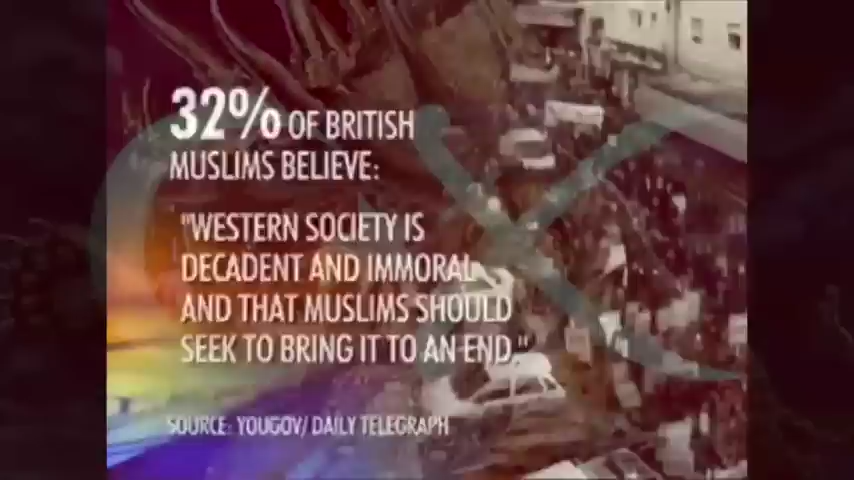 32% OF BRITISH
MUSLIMS BELIEVE:
"WESTERN SOCIETY IS
DECADENT AND IMMORAL
AND THAT MUSLIMS SHOULD
SEEK TO BRING IT TO AN END."
SOURCE: YOUGOV/ DAILY TELEGRAPH